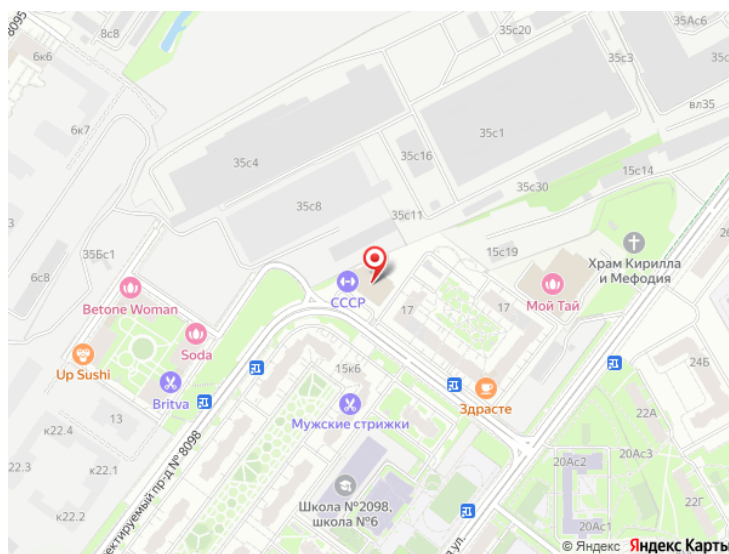 8095
8с8
6к6
6к7
35с20
35Ас6
35с3
вл35
35с1
35с16
35с4
15с14
35с30
35с8
35с11
35Бс1
15с19
Храм Кирилла
и Мефодия
6с8
СССР
17
17
Мой Тай
Betone Woman
Soda
Up Sushi
15к6
24Б
Здрасте
Britva
13
Мужские стрижки
22А
к22.4
20Ас2
20Ас3
к22.1
ектируемый пр-д № 8098
Школа №2098,
школа №6
22Г
к22.2
20Ас1
ул.
© Яндекс Яндекс Карты